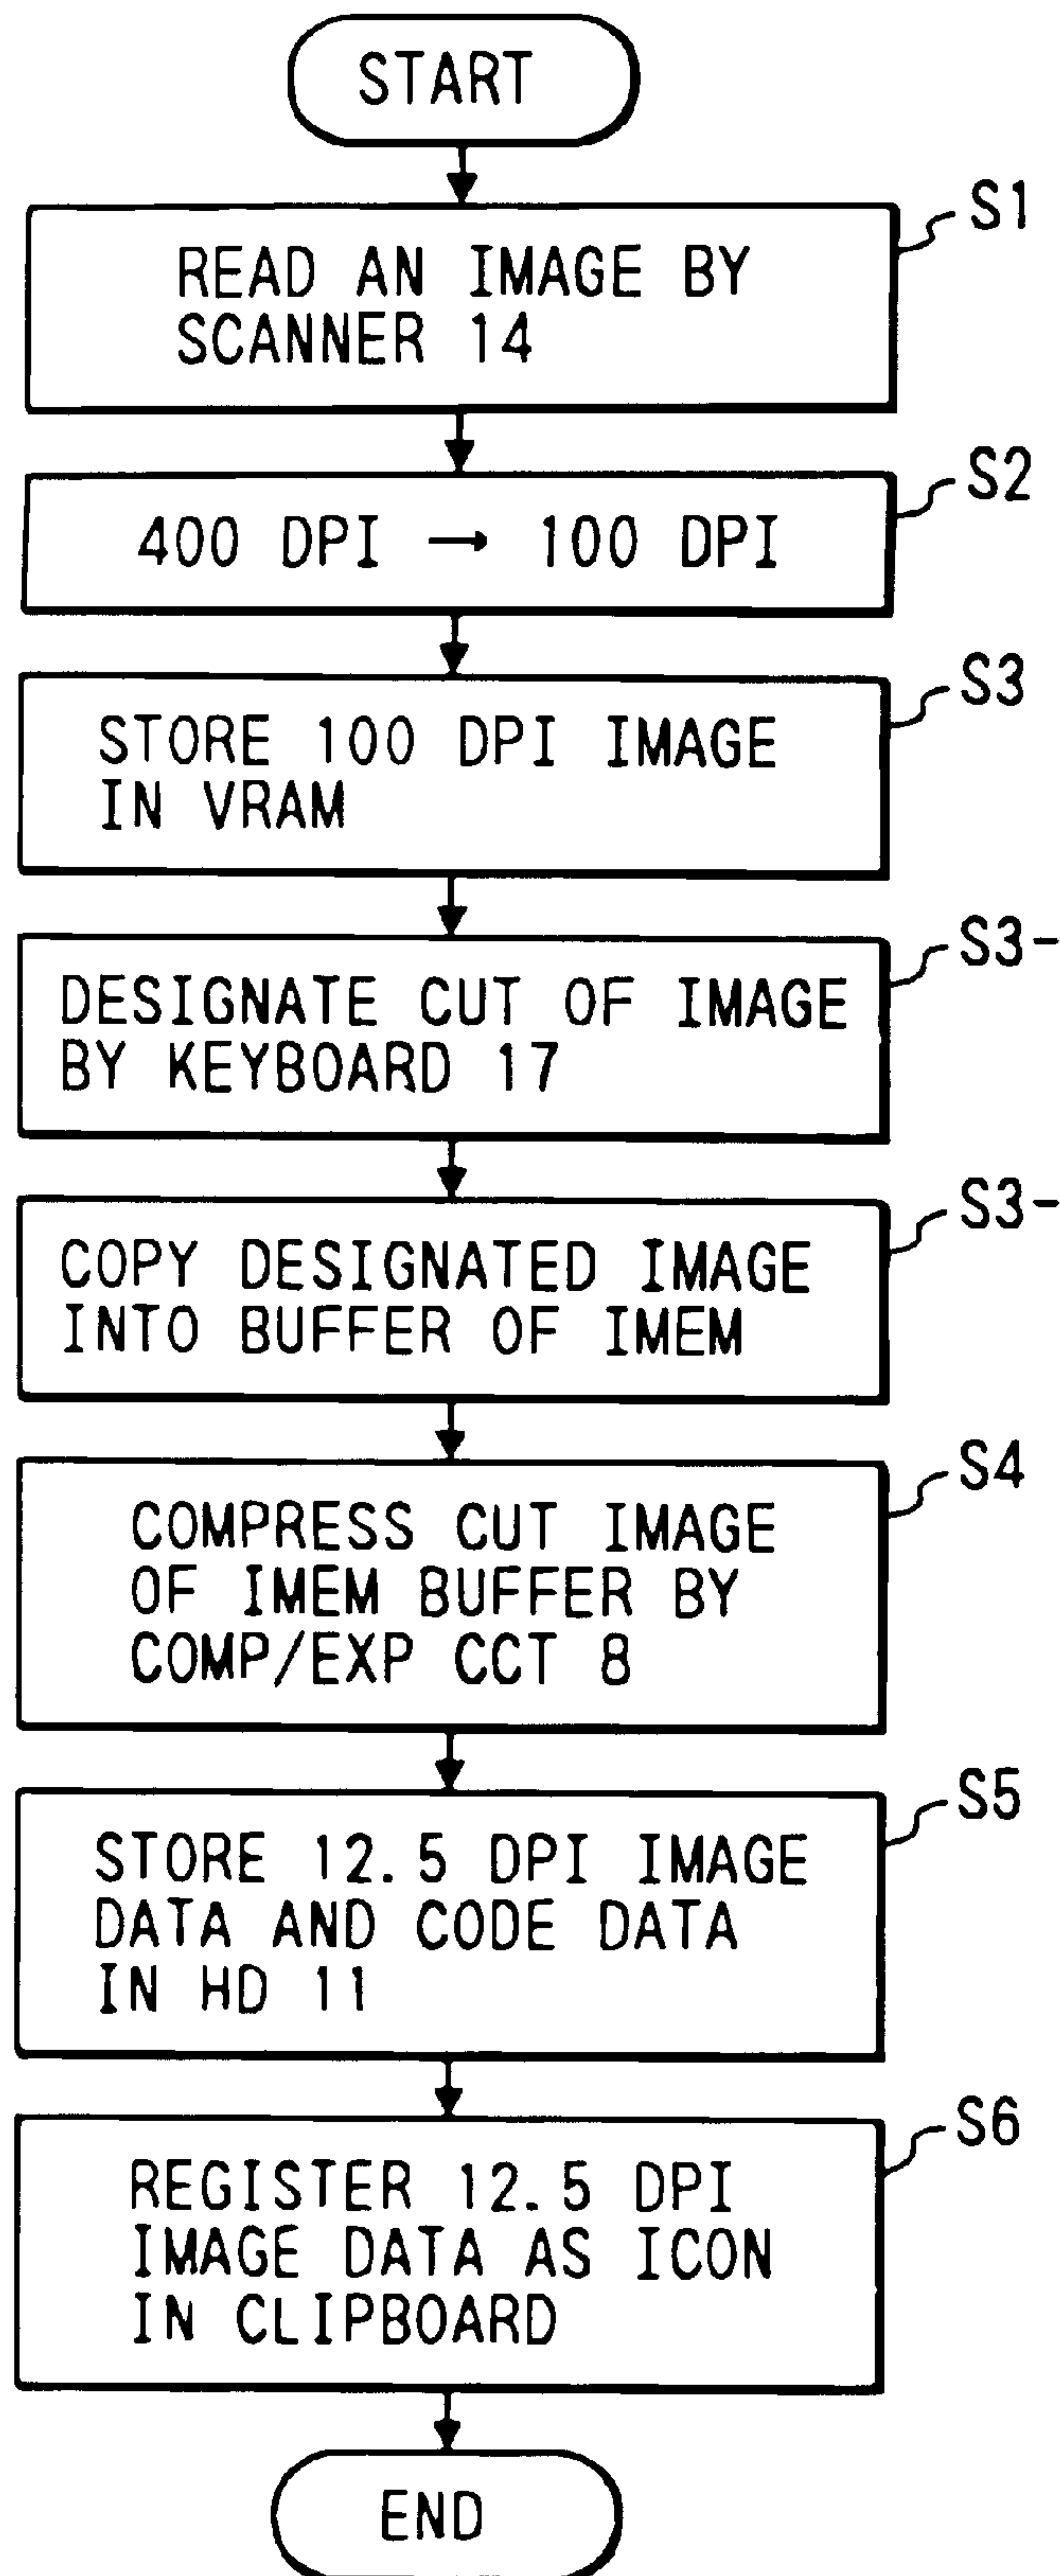 START
S1
READ AN IMAGE BY
SCANNER 14
S2
400 DPI → 100 DPI
S3
STORE 100 DPI IMAGE
IN VRAM
S3-
DESIGNATE CUT OF IMAGE
BY KEYBOARD 17
S3-
COPY DESIGNATED IMAGE
INTO BUFFER OF IMEM
S4
COMPRESS CUT IMAGE
OF IMEM BUFFER BY
COMP/EXP CCT 8
S5
STORE 12.5 DPI IMAGE
DATA AND CODE DATA
IN HD 11
S6
REGISTER 12.5 DPI
IMAGE DATA AS ICON
IN CLIPBOARD
END